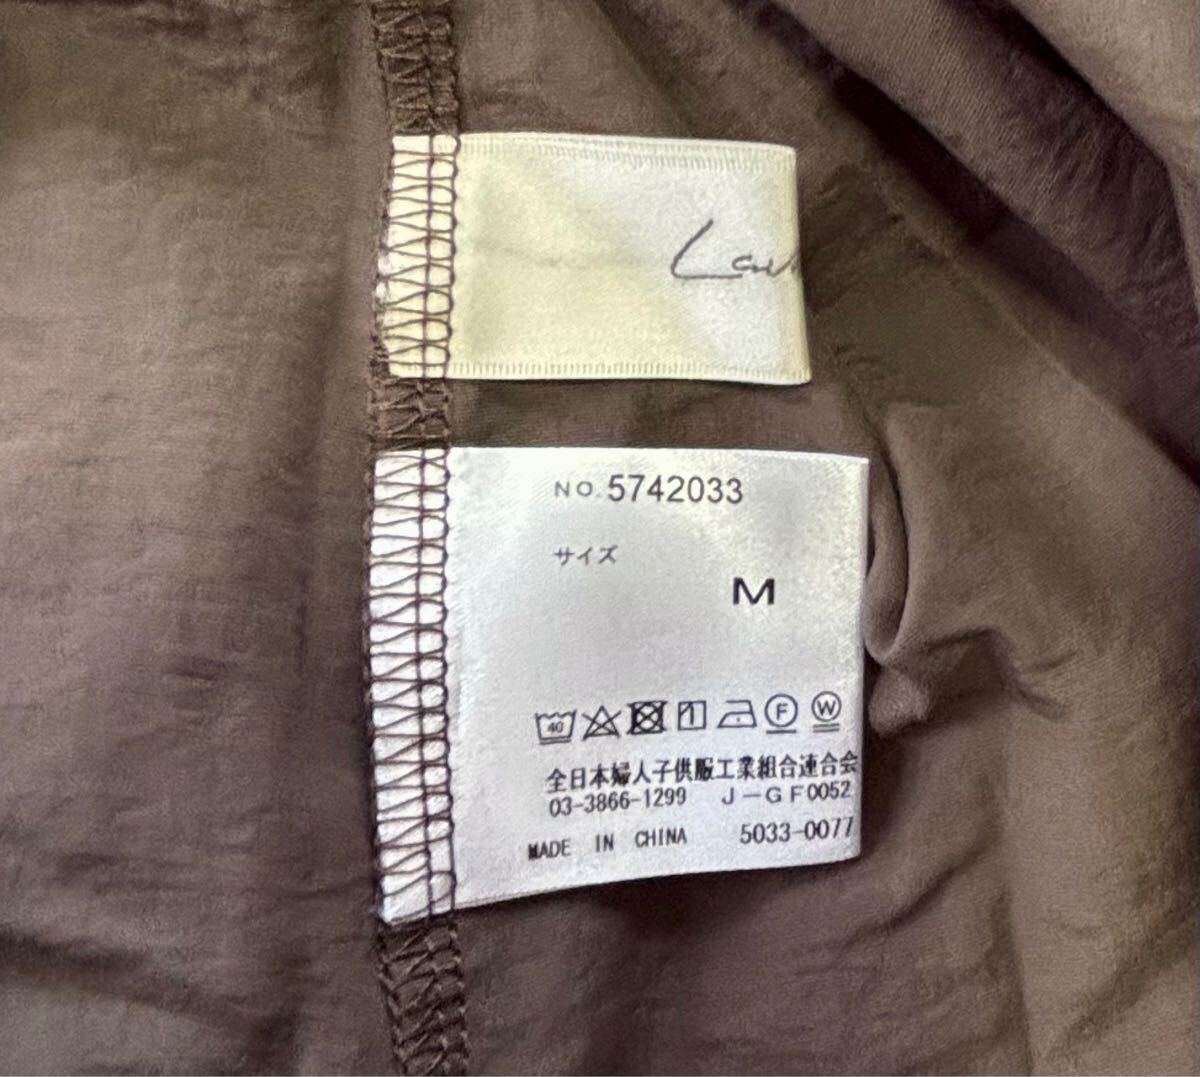 NO. 5742033
サイズ
M
40 F W
全日本婦人子供服工業組合連合会
03-3866-1299 J-GF0052
MADE IN CHINA 5033-0077